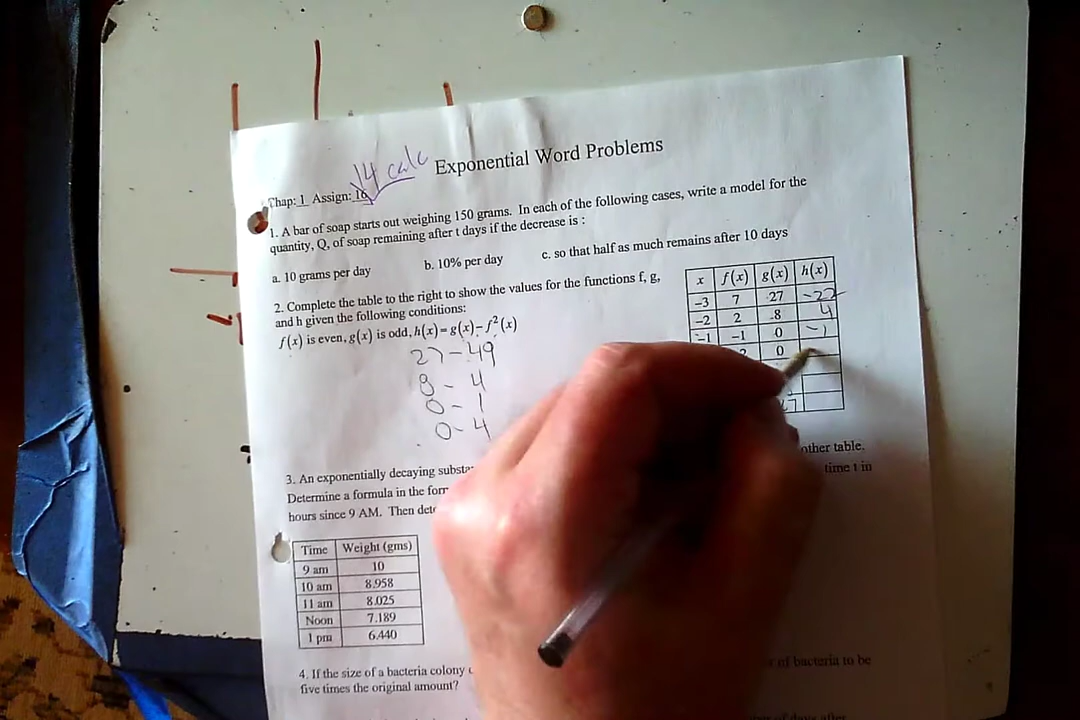 14 calc
Exponential Word Problems
Chap: 1 Assign: 16
1. A bar of soap starts out weighing 150 grams. In each of the following cases, write a model for the
quantity, Q, of soap remaining after t days if the decrease is :
a. 10 grams per day b. 10% per day c. so that half as much remains after 10 days
2. Complete the table to the right to show the values for the functions f, g,
and h given the following conditions:
f(x) is even, g(x) is odd, h(x) = g(x) – f²(x)
27 - 49
8 - 4
0 - 1
0 - 4
x f(x) g(x) h(x)
–3 7 27 -22
–2 2 8 4
–1 –1 0 -1
0
3. An exponentially decaying substa
other table.
Determine a formula in the for
time t in
hours since 9 AM. Then dete
Time Weight (gms)
9 am 10
10 am 8.958
11 am 8.025
Noon 7.189
1 pm 6.440
4. If the size of a bacteria colony
of bacteria to be
five times the original amount?